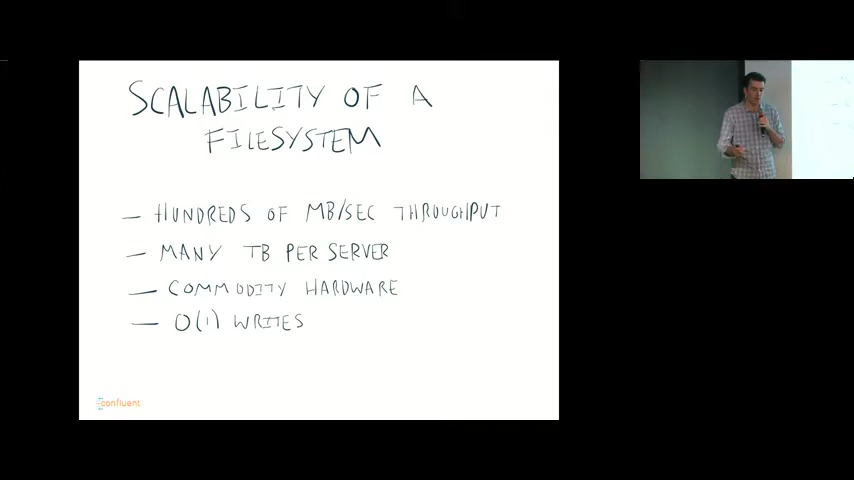 SCALABILITY OF A
FILESYSTEM
— HUNDREDS OF MB/SEC THROUGHPUT
— MANY TB PER SERVER
— COMMODITY HARDWARE
— O(1) WRITES
confluent